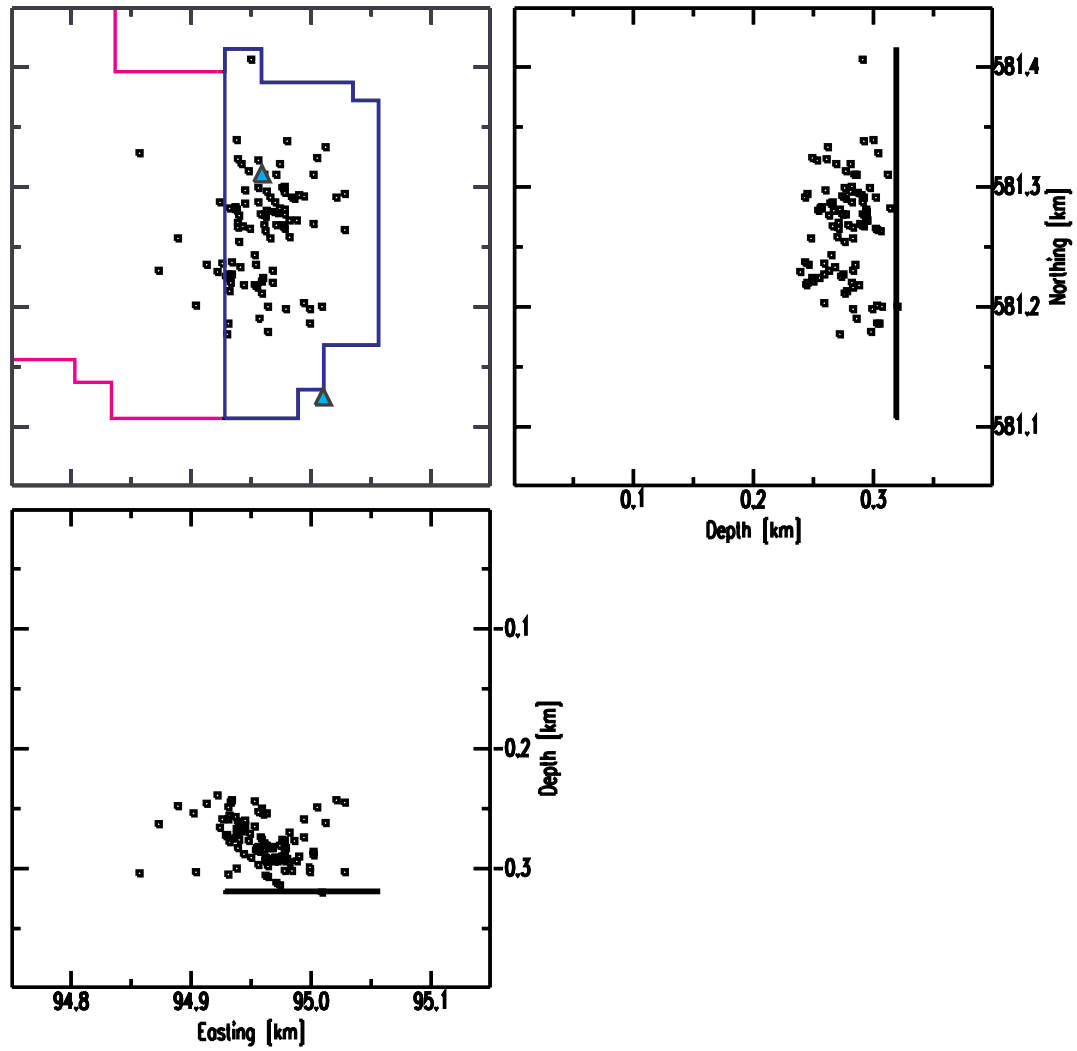 581.4
581.3
581.2
581.1
Northing [km]
0.1 0.2 0.3
Depth [km]
-0.1
-0.2
-0.3
Depth [km]
94.8 94.9 95.0 95.1
Easting [km]